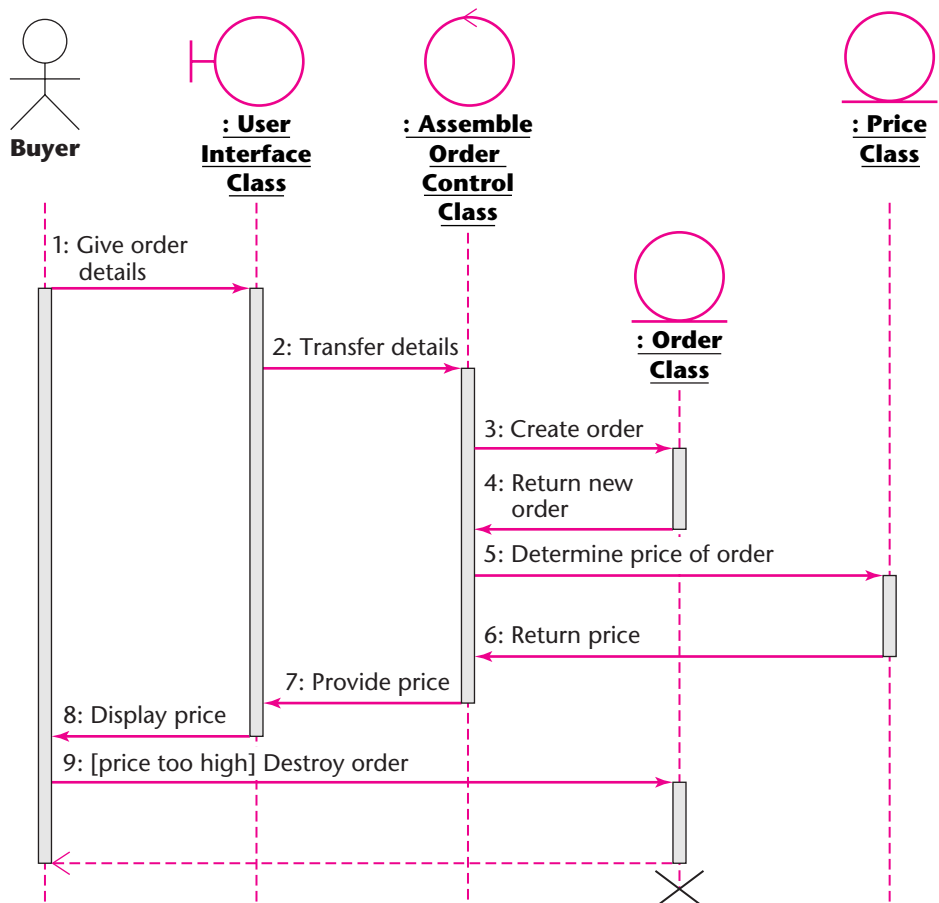 Buyer
: User
Interface
Class
: Assemble
Order
Control
Class
: Price
Class
1: Give order
details
: Order
Class
2: Transfer details
3: Create order
4: Return new
order
5: Determine price of order
6: Return price
7: Provide price
8: Display price
9: [price too high] Destroy order